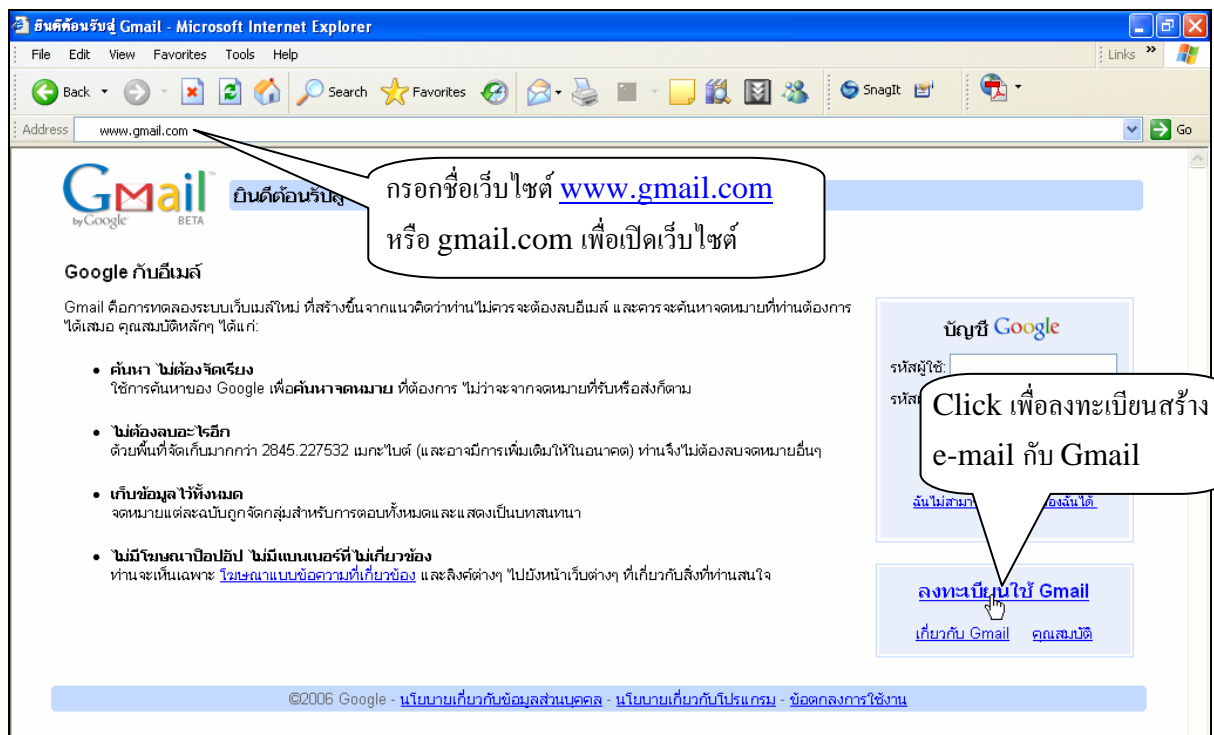 ยินดีต้อนรับสู่ Gmail - Microsoft Internet Explorer
File Edit View Favorites Tools Help
Links »
Back Search Favorites SnagIt
Address www.gmail.com Go
Gmail™
by Google BETA
ยินดีต้อนรับสู่
กรอกชื่อเว็บไซต์ www.gmail.com
หรือ gmail.com เพื่อเปิดเว็บไซต์
Google กับอีเมล์
Gmail คือการทดลองระบบเว็บเมล์ใหม่ ที่สร้างขึ้นจากแนวคิดว่าท่านไม่ควรจะต้องลบอีเมล์ และควรจะค้นหาจดหมายที่ท่านต้องการ
ได้เสมอ คุณสมบัติหลักๆ ได้แก่:
• ค้นหา ไม่ต้องจัดเรียง
ใช้การค้นหาของ Google เพื่อค้นหาจดหมาย ที่ต้องการ ไม่ว่าจะจากจดหมายที่รับหรือส่งก็ตาม
• ไม่ต้องลบอะไรอีก
ด้วยพื้นที่จัดเก็บมากกว่า 2845.227532 เมกะไบต์ (และอาจมีการเพิ่มเติมให้ในอนาคต) ท่านจึงไม่ต้องลบจดหมายอื่นๆ
• เก็บข้อมูลไว้ทั้งหมด
จดหมายแต่ละฉบับถูกจัดกลุ่มสำหรับการตอบทั้งหมดและแสดงเป็นบทสนทนา
• ไม่มีโฆษณาป๊อปอัป ไม่มีแบนเนอร์ที่ไม่เกี่ยวข้อง
ท่านจะเห็นเฉพาะ โฆษณาแบบข้อความที่เกี่ยวข้อง และลิงค์ต่างๆ ไปยังหน้าเว็บต่างๆ ที่เกี่ยวกับสิ่งที่ท่านสนใจ
บัญชี Google
รหัสผู้ใช้:
รหัส
Click เพื่อลงทะเบียนสร้าง
e-mail กับ Gmail
ฉันไม่สามา องฉันได้
ลงทะเบียนใช้ Gmail
เกี่ยวกับ Gmail คุณสมบัติ
©2006 Google - นโยบายเกี่ยวกับข้อมูลส่วนบุคคล - นโยบายเกี่ยวกับโปรแกรม - ข้อตกลงการใช้งาน